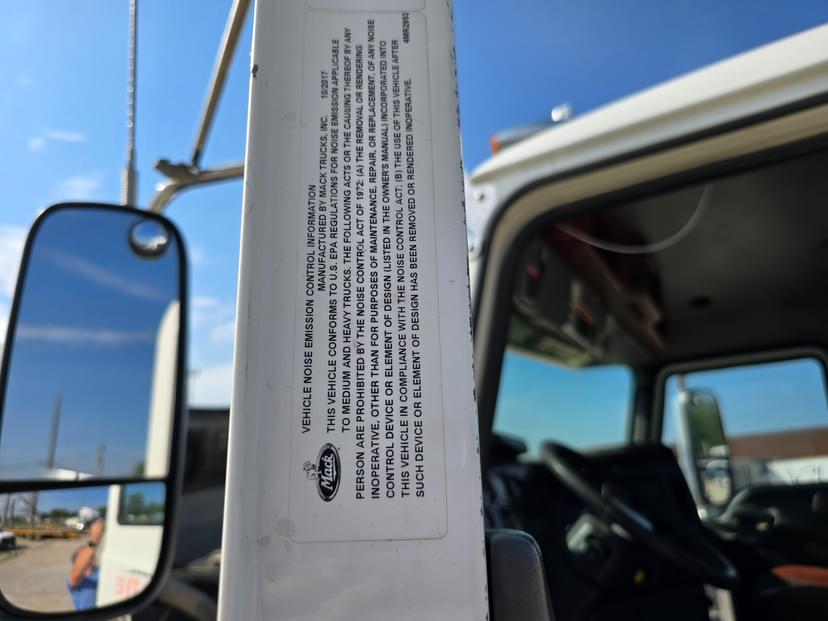 VEHICLE NOISE EMISSION CONTROL INFORMATION
MANUFACTURED BY MACK TRUCKS, INC. 10/2017
THIS VEHICLE CONFORMS TO U.S. EPA REGULATIONS FOR NOISE EMISSION APPLICABLE
TO MEDIUM AND HEAVY TRUCKS. THE FOLLOWING ACTS OR THE CAUSING THEREOF BY ANY
PERSON ARE PROHIBITED BY THE NOISE CONTROL ACT OF 1972: (A) THE REMOVAL OR RENDERING
INOPERATIVE, OTHER THAN FOR PURPOSES OF MAINTENANCE, REPAIR, OR REPLACEMENT, OF ANY NOISE
CONTROL DEVICE OR ELEMENT OF DESIGN (LISTED IN THE OWNER'S MANUAL) INCORPORATED INTO
THIS VEHICLE IN COMPLIANCE WITH THE NOISE CONTROL ACT; (B) THE USE OF THIS VEHICLE AFTER
SUCH DEVICE OR ELEMENT OF DESIGN HAS BEEN REMOVED OR RENDERED INOPERATIVE. 4MR2953
Mack